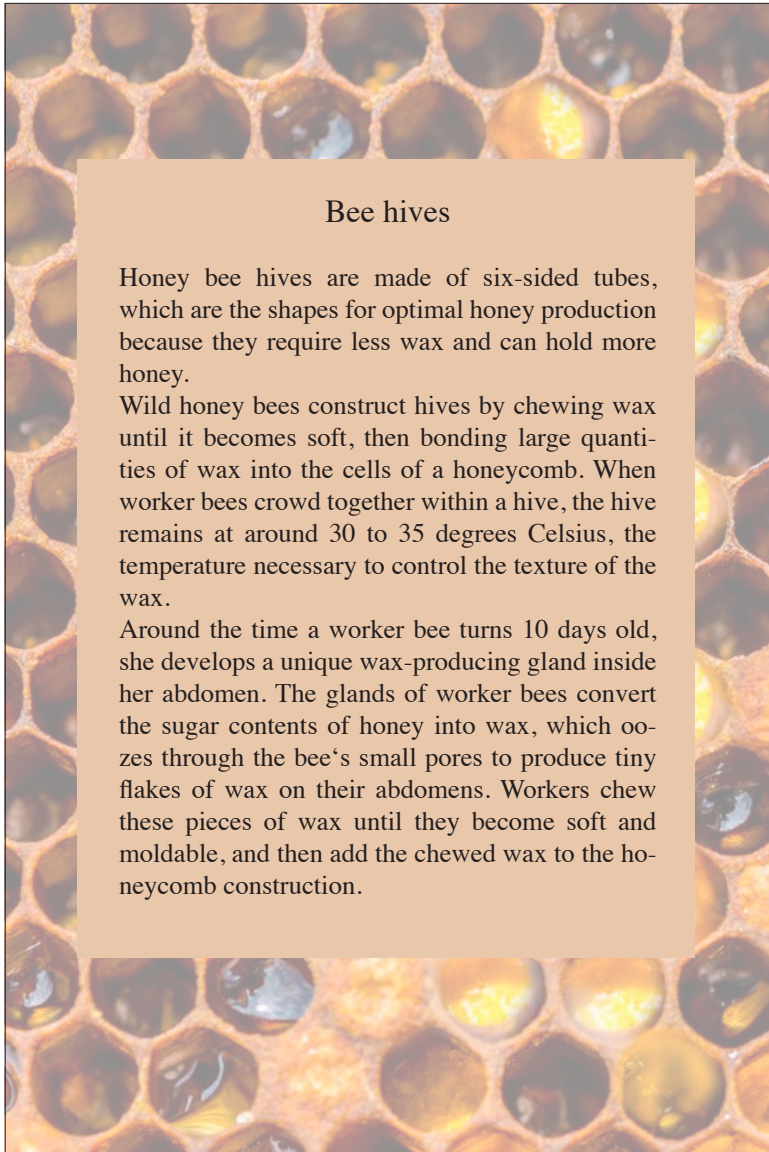 Bee hives
Honey bee hives are made of six-sided tubes,
which are the shapes for optimal honey production
because they require less wax and can hold more
honey.
Wild honey bees construct hives by chewing wax
until it becomes soft, then bonding large quanti-
ties of wax into the cells of a honeycomb. When
worker bees crowd together within a hive, the hive
remains at around 30 to 35 degrees Celsius, the
temperature necessary to control the texture of the
wax.
Around the time a worker bee turns 10 days old,
she develops a unique wax-producing gland inside
her abdomen. The glands of worker bees convert
the sugar contents of honey into wax, which oo-
zes through the bee‘s small pores to produce tiny
flakes of wax on their abdomens. Workers chew
these pieces of wax until they become soft and
moldable, and then add the chewed wax to the ho-
neycomb construction.